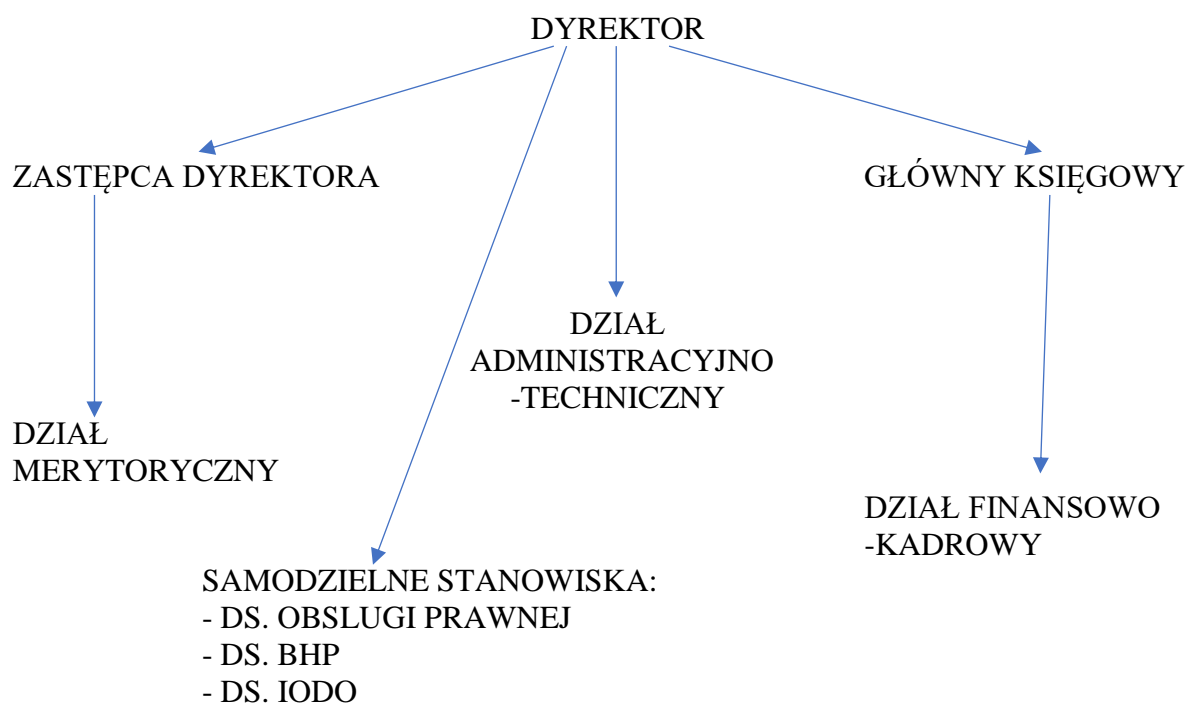 DYREKTOR
ZASTĘPCA DYREKTORA
GŁÓWNY KSIĘGOWY
DZIAŁ
ADMINISTRACYJNO
-TECHNICZNY
DZIAŁ
MERYTORYCZNY
DZIAŁ FINANSOWO
-KADROWY
SAMODZIELNE STANOWISKA:
- DS. OBSLUGI PRAWNEJ
- DS. BHP
- DS. IODO